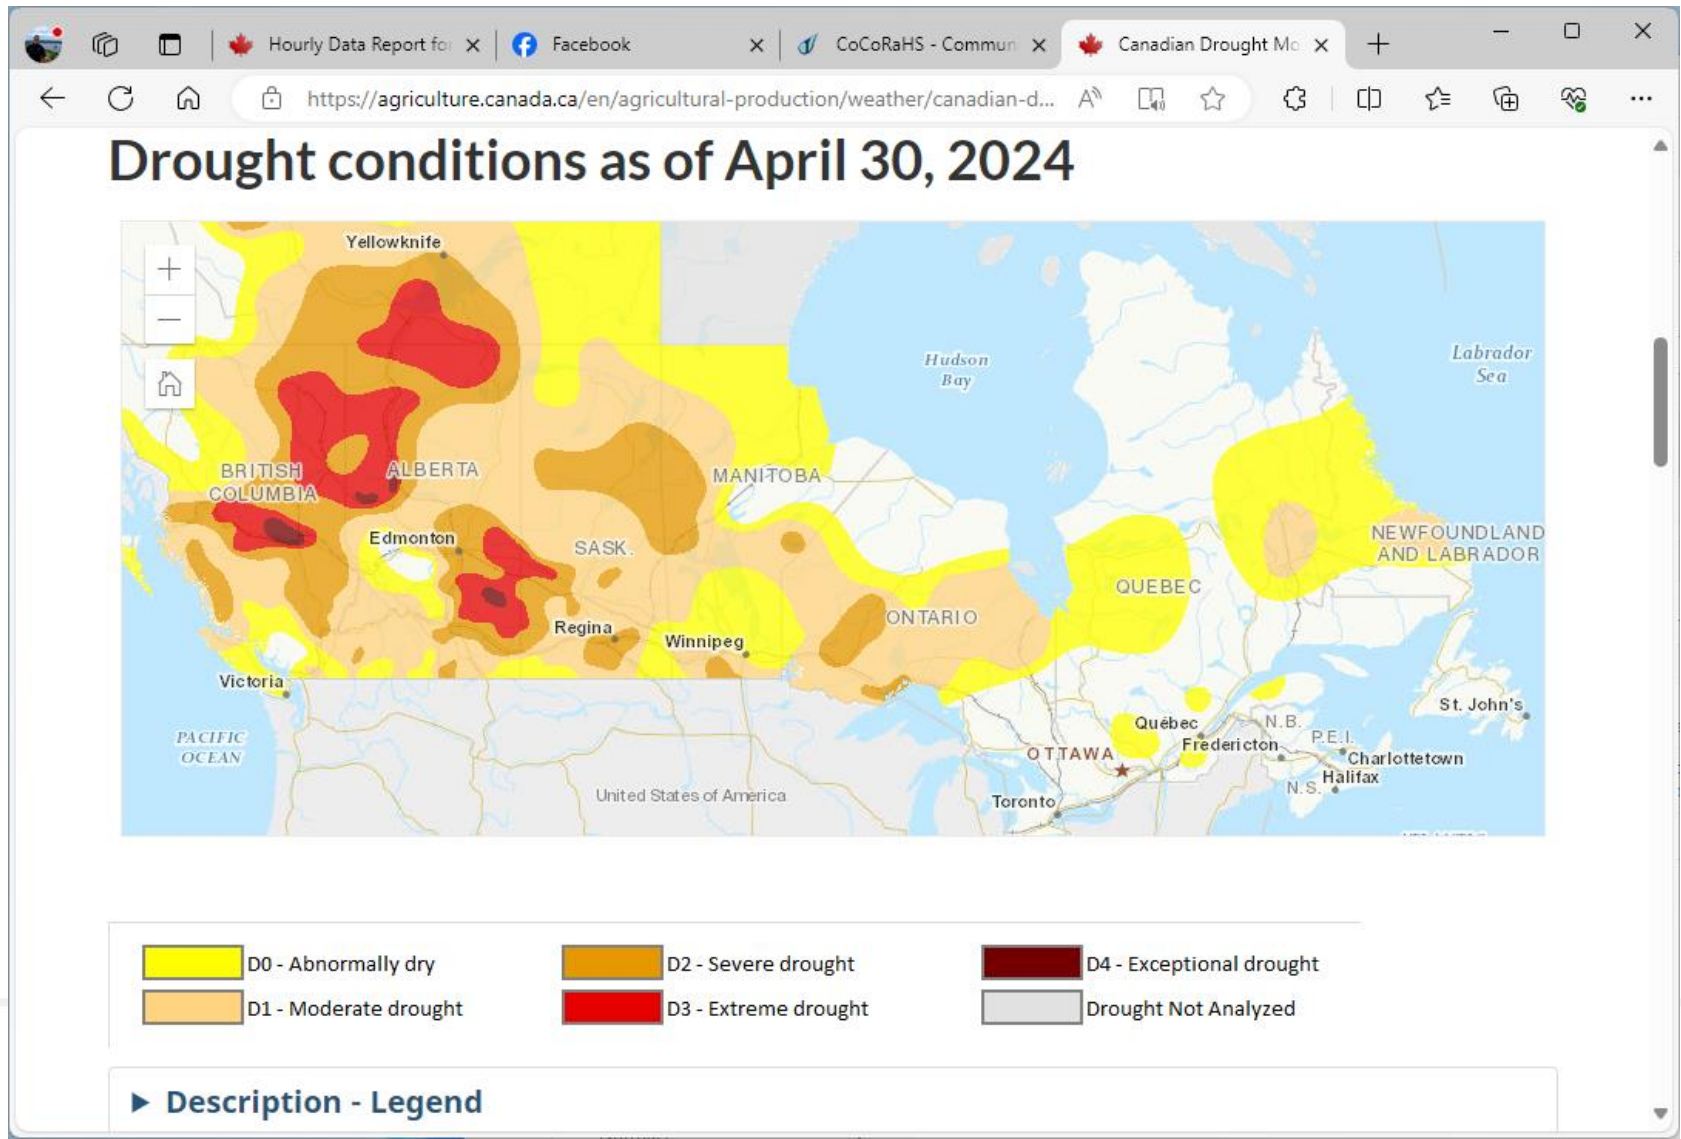 Hourly Data Report for
Facebook
CoCoRaHS - Commun
Canadian Drought Mo
https://agriculture.canada.ca/en/agricultural-production/weather/canadian-d...
Drought conditions as of April 30, 2024
Yellowknife
Hudson
Bay
Labrador
Sea
BRITISH
COLUMBIA
ALBERTA
MANITOBA
Edmonton
SASK.
NEWFOUNDLAND
AND LABRADOR
QUEBEC
ONTARIO
Regina
Winnipeg
Victoria
St. John's
PACIFIC
OCEAN
Québec
N.B.
P.E.I.
Fredericton
OTTAWA
Charlottetown
Halifax
N.S.
United States of America
Toronto
D0 - Abnormally dry
D2 - Severe drought
D4 - Exceptional drought
D1 - Moderate drought
D3 - Extreme drought
Drought Not Analyzed
Description - Legend